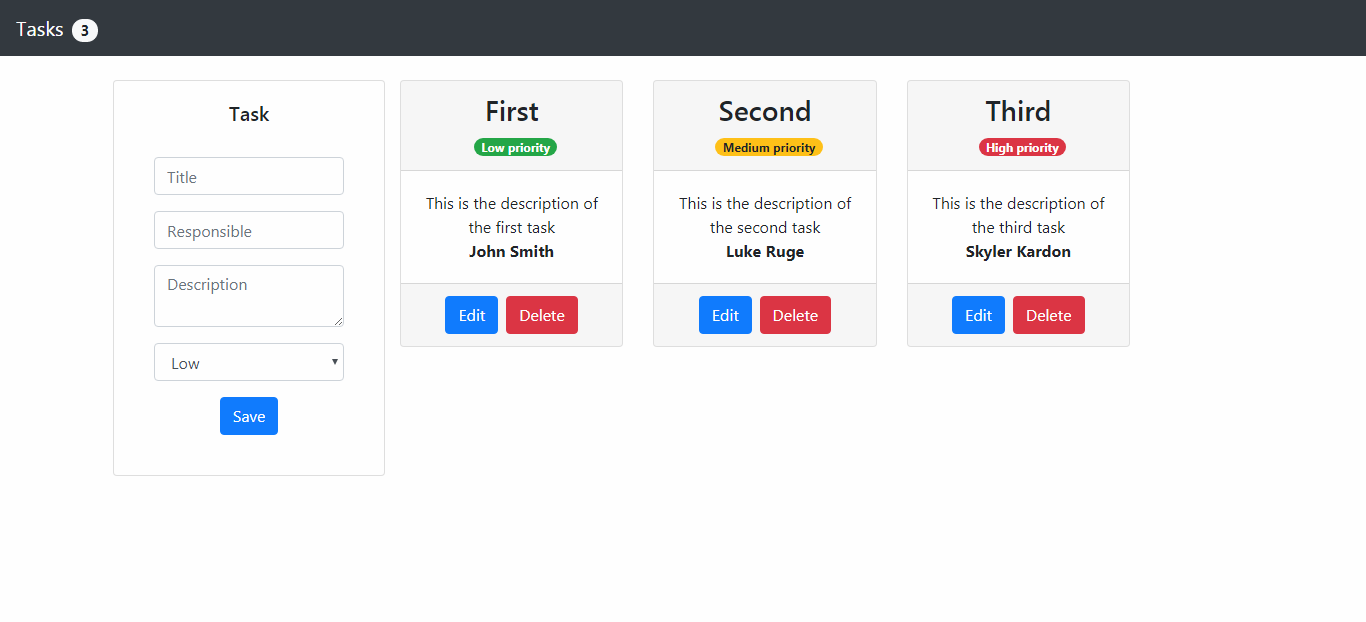 Tasks 3
Task
Title
Responsible
Description
Low
Save
First
Low priority
This is the description of
the first task
John Smith
Edit Delete
Second
Medium priority
This is the description of
the second task
Luke Ruge
Edit Delete
Third
High priority
This is the description of
the third task
Skyler Kardon
Edit Delete